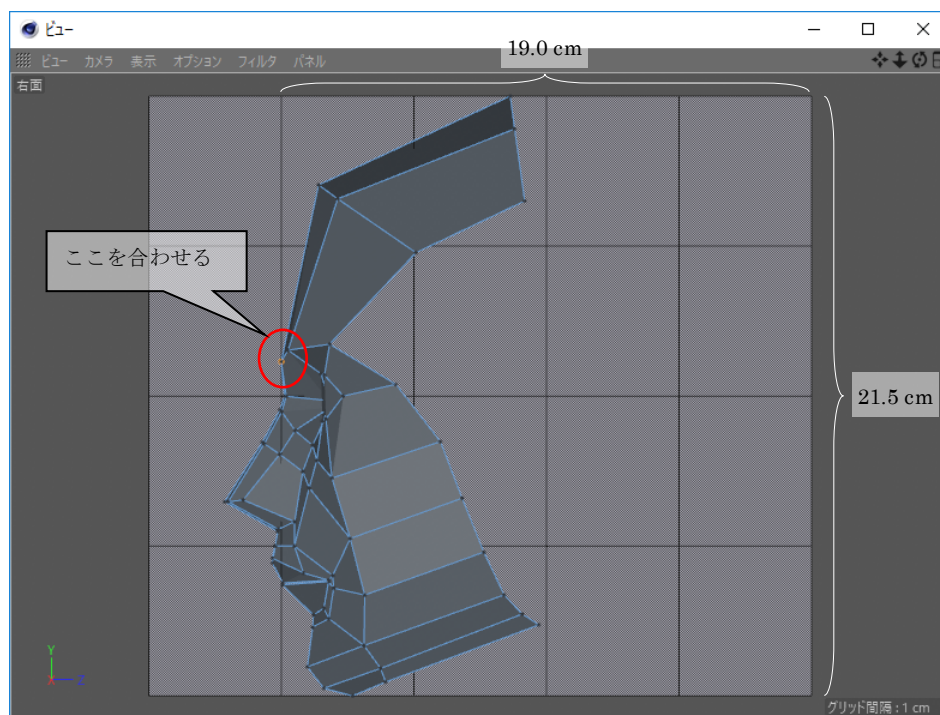 ビュー
ビュー カメラ 表示 オプション フィルタ パネル
19.0 cm
右面
ここを合わせる
21.5 cm
Y
X Z
グリッド間隔 : 1 cm